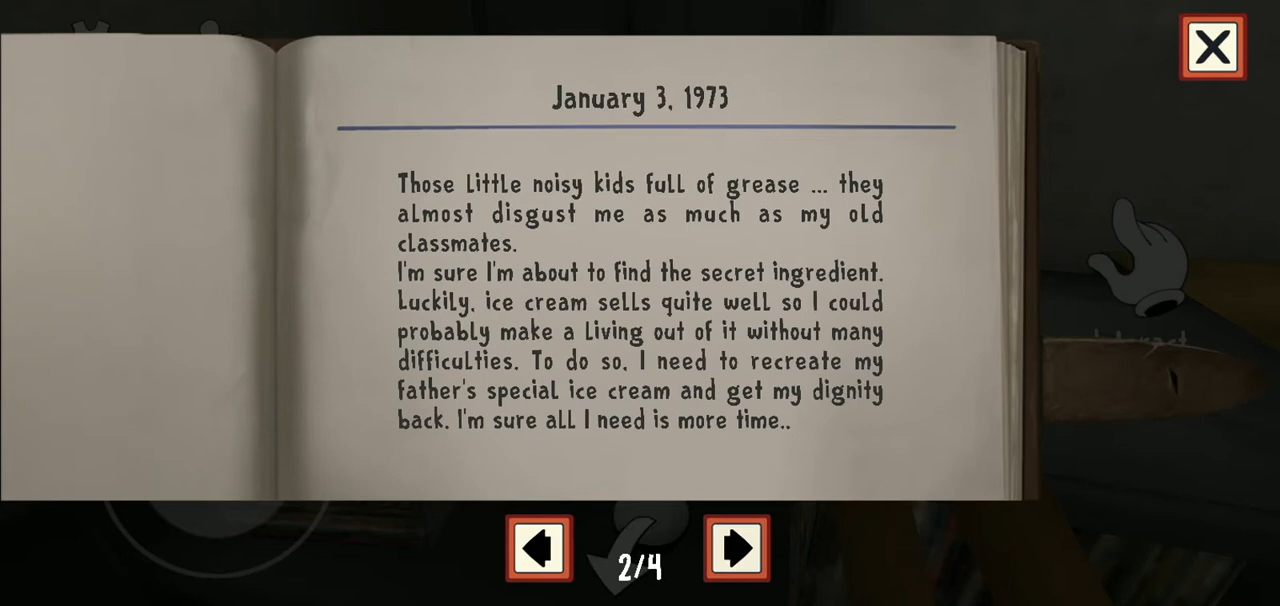 January 3, 1973
Those little noisy kids full of grease ... they
almost disgust me as much as my old
classmates.
I'm sure I'm about to find the secret ingredient.
Luckily, ice cream sells quite well so I could
probably make a living out of it without many
difficulties. To do so, I need to recreate my
father's special ice cream and get my dignity
back. I'm sure all I need is more time..
2/4